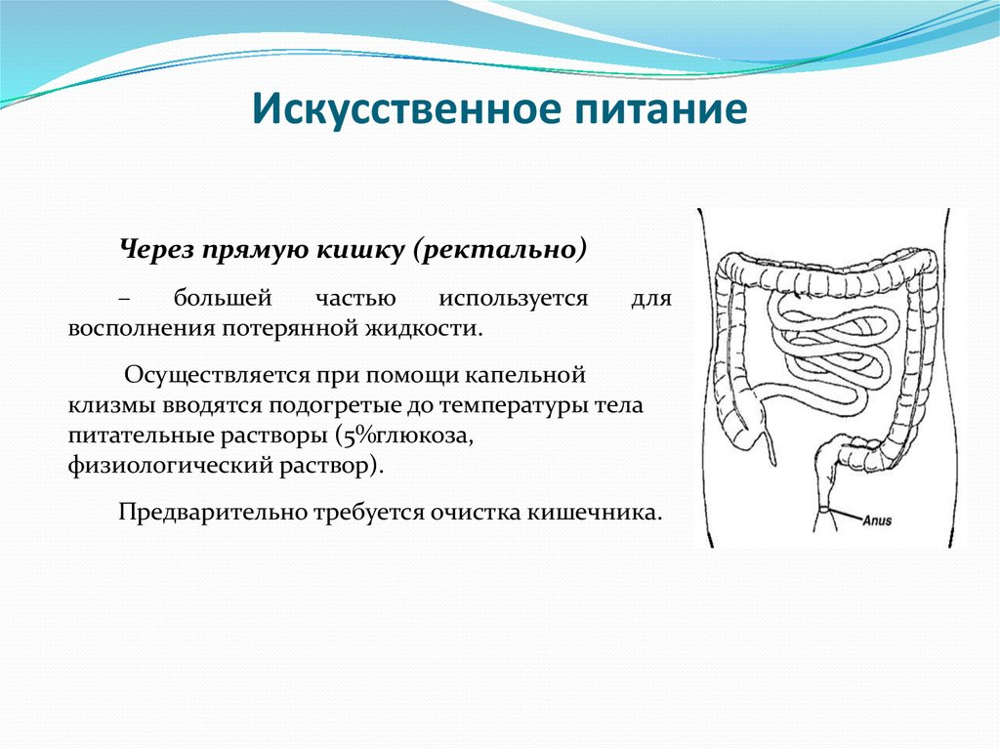 Искусственное питание
Через прямую кишку (ректально)
– большей частью используется для
восполнения потерянной жидкости.
Осуществляется при помощи капельной
клизмы вводятся подогретые до температуры тела
питательные растворы (5%глюкоза,
физиологический раствор).
Предварительно требуется очистка кишечника.
Anus